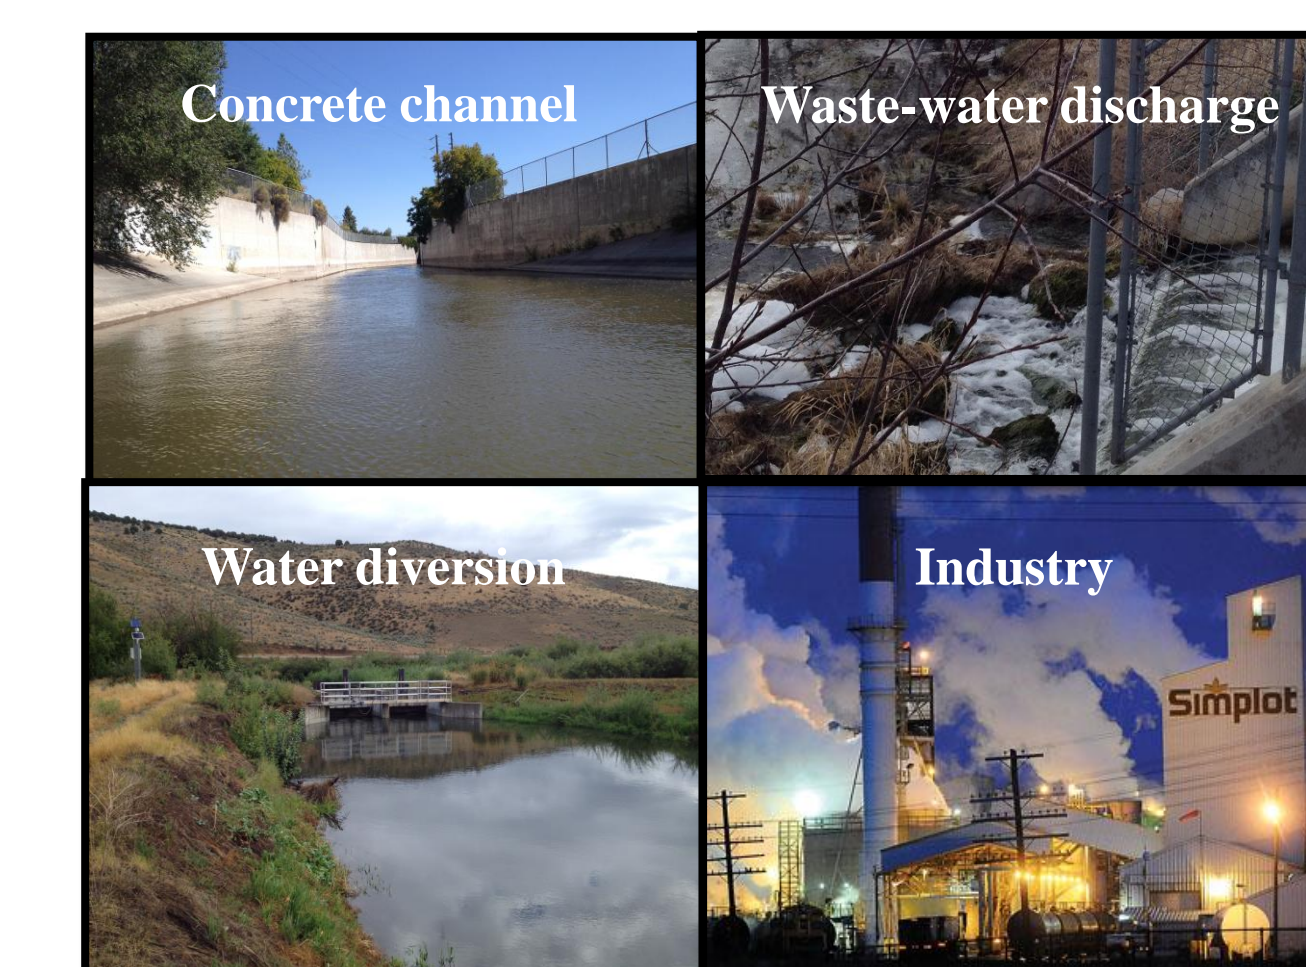 Concrete channel
Waste-water discharge
Water diversion
Industry
Simplot